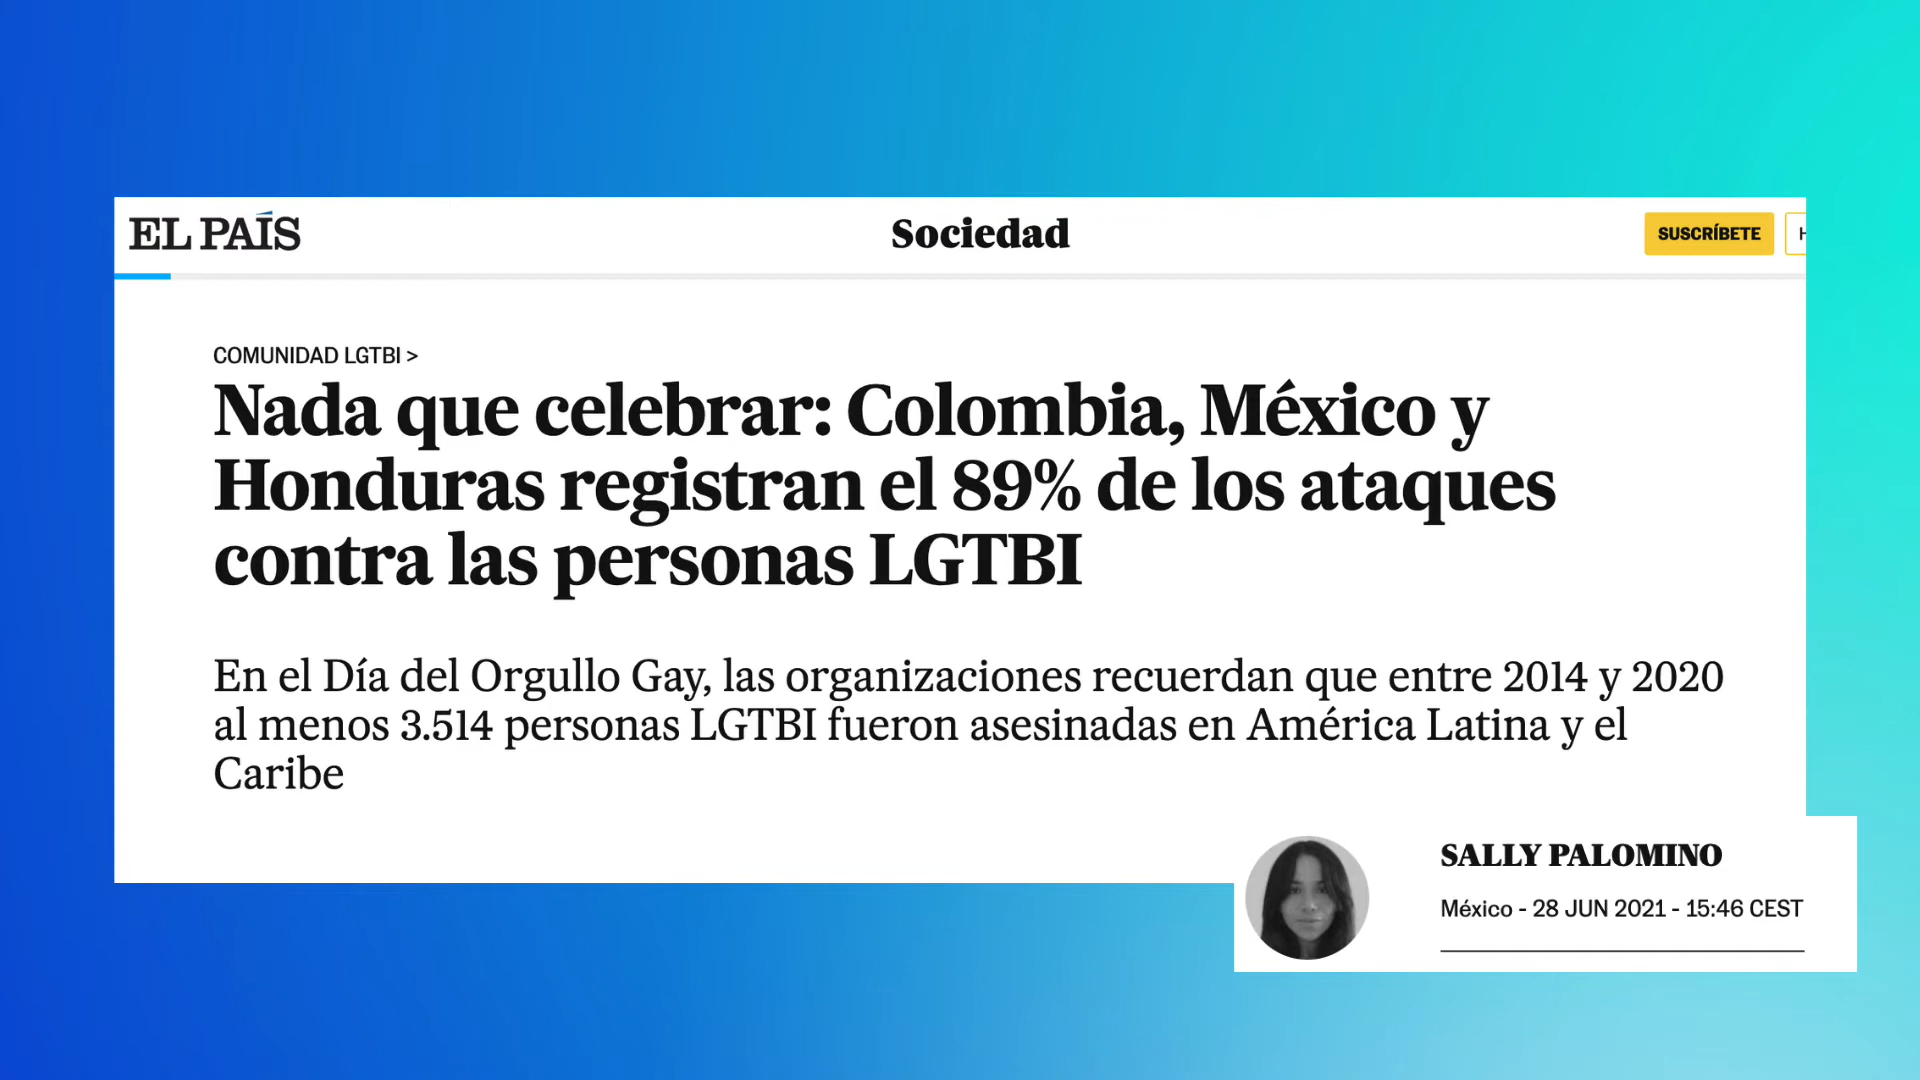 EL PAÍS
Sociedad
SUSCRÍBETE
COMUNIDAD LGTBI >
Nada que celebrar: Colombia, México y
Honduras registran el 89% de los ataques
contra las personas LGTBI
En el Día del Orgullo Gay, las organizaciones recuerdan que entre 2014 y 2020
al menos 3.514 personas LGTBI fueron asesinadas en América Latina y el
Caribe
SALLY PALOMINO
México - 28 JUN 2021 - 15:46 CEST